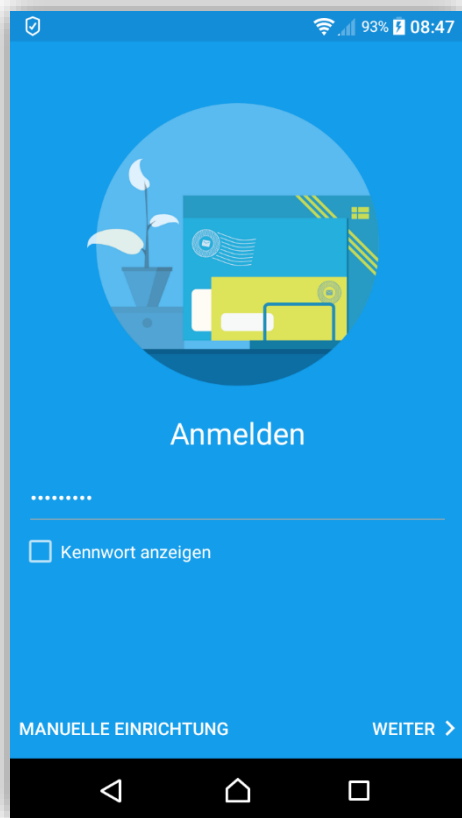 93% 08:47
Anmelden
•••••••••
Kennwort anzeigen
MANUELLE EINRICHTUNG WEITER